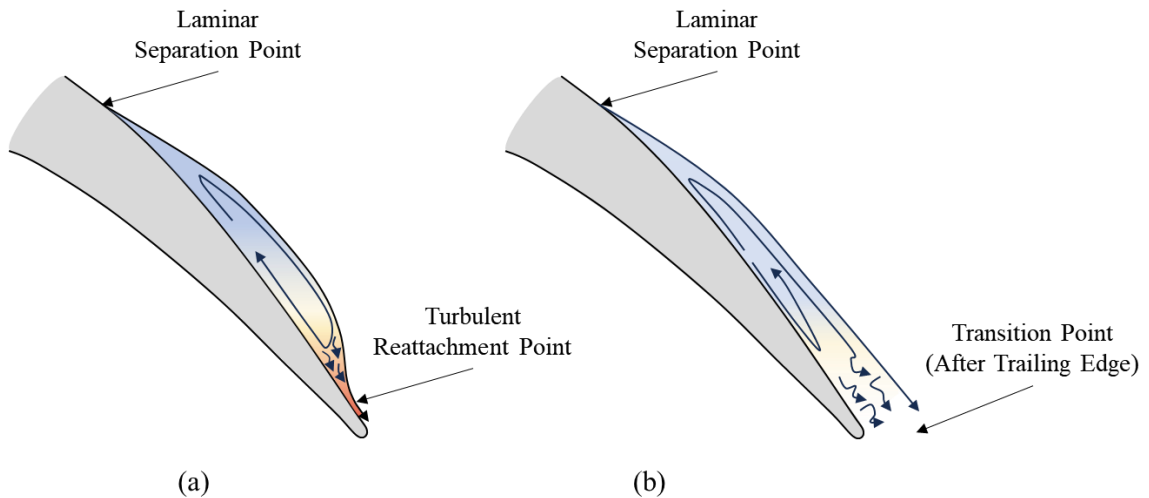 Laminar
Separation Point
Turbulent
Reattachment Point
(a)
Laminar
Separation Point
Transition Point
(After Trailing Edge)
(b)